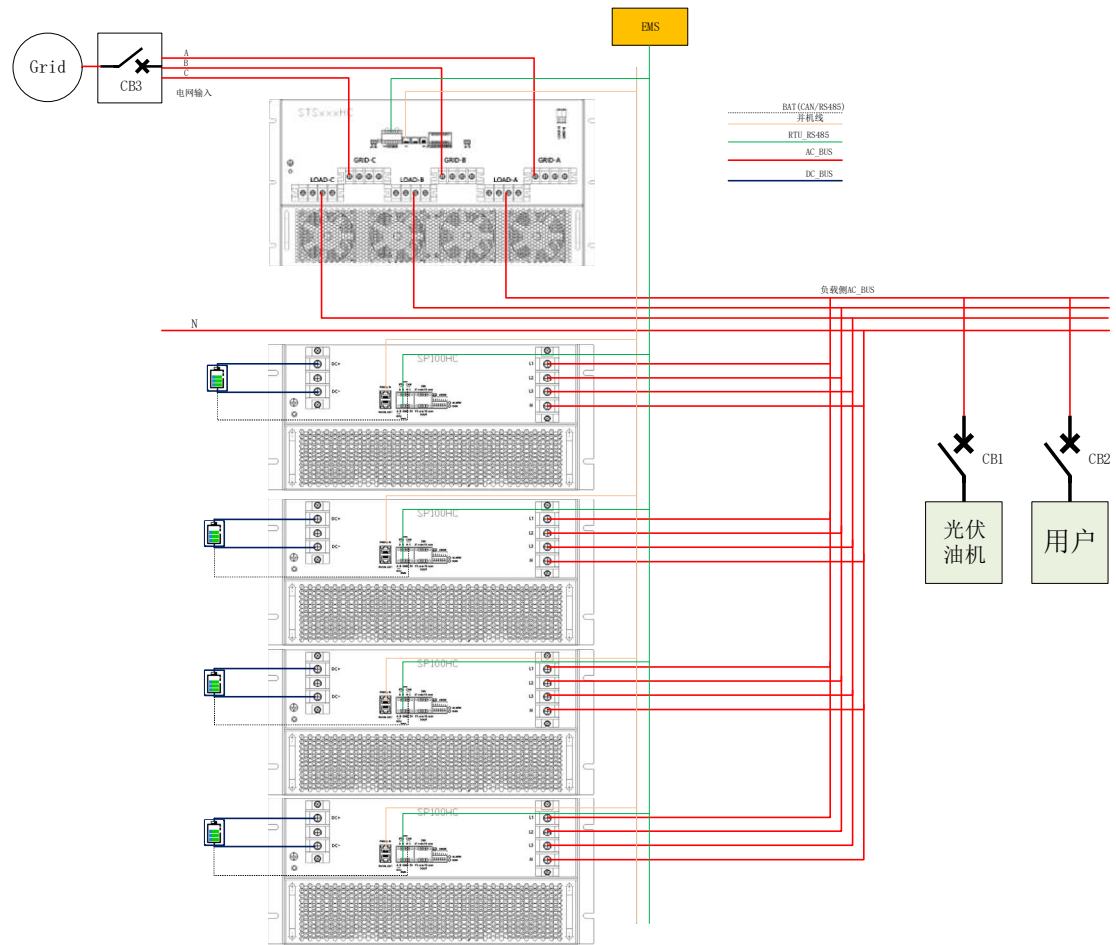 EMS
Grid
CB3
A
B
C
电网输入
STSxxxHC
BAT(CAN/RS485)
并机线
RTU_RS485
AC_BUS
DC_BUS
GRID-C
GRID-B
GRID-A
LOAD-C
LOAD-B
LOAD-A
负载侧AC_BUS
N
SP100HC
DC+
DC-
L1
L2
L3
N
SP100HC
DC+
DC-
L1
L2
L3
N
SP100HC
DC+
DC-
L1
L2
L3
N
SP100HC
DC+
DC-
L1
L2
L3
N
CB1
CB2
光伏
油机
用户